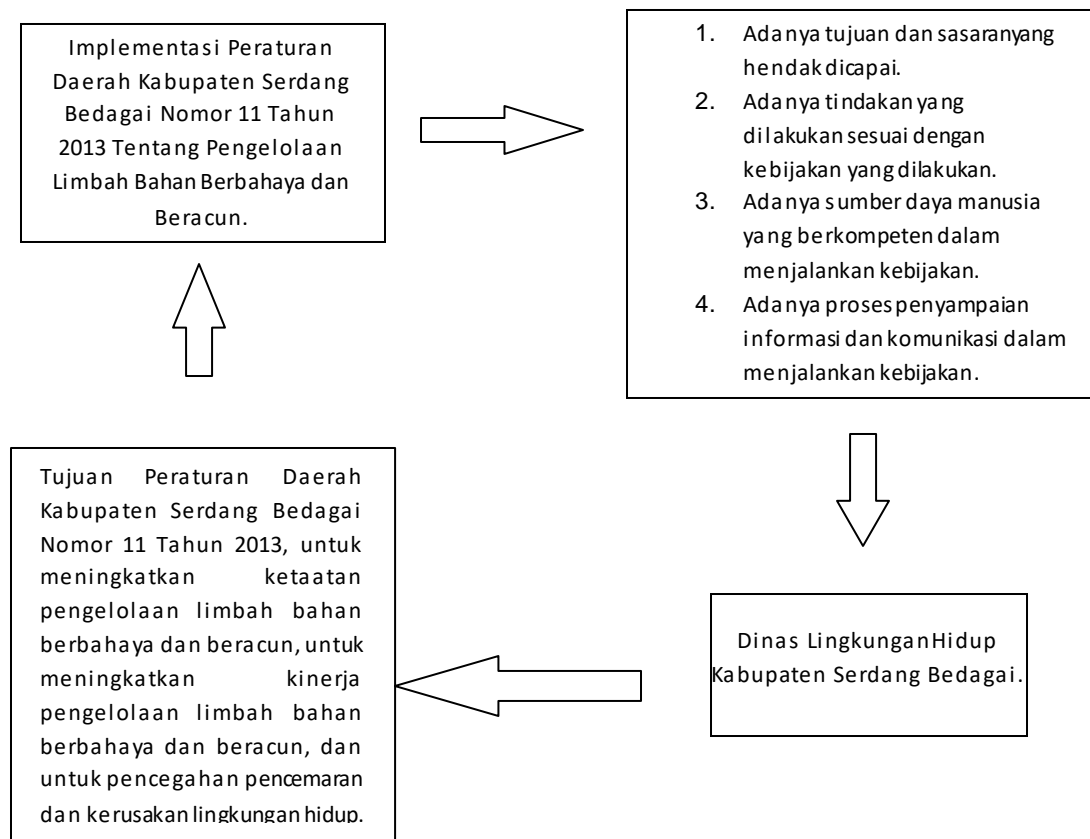 Implementasi Peraturan
Daerah Kabupaten Serdang
Bedagai Nomor 11 Tahun
2013 Tentang Pengelolaan
Limbah Bahan Berbahaya dan
Beracun.
1. Adanya tujuan dan sasaranyang
hendak dicapai.
2. Adanya tindakan yang
dilakukan sesuai dengan
kebijakan yang dilakukan.
3. Adanya sumber daya manusia
yang berkompeten dalam
menjalankan kebijakan.
4. Adanya proses penyampaian
informasi dan komunikasi dalam
menjalankan kebijakan.
Dinas Lingkungan Hidup
Kabupaten Serdang Bedagai.
Tujuan Peraturan Daerah
Kabupaten Serdang Bedagai
Nomor 11 Tahun 2013, untuk
meningkatkan ketaatan
pengelolaan limbah bahan
berbahaya dan beracun, untuk
meningkatkan kinerja
pengelolaan limbah bahan
berbahaya dan beracun, dan
untuk pencegahan pencemaran
dan kerusakan lingkungan hidup.